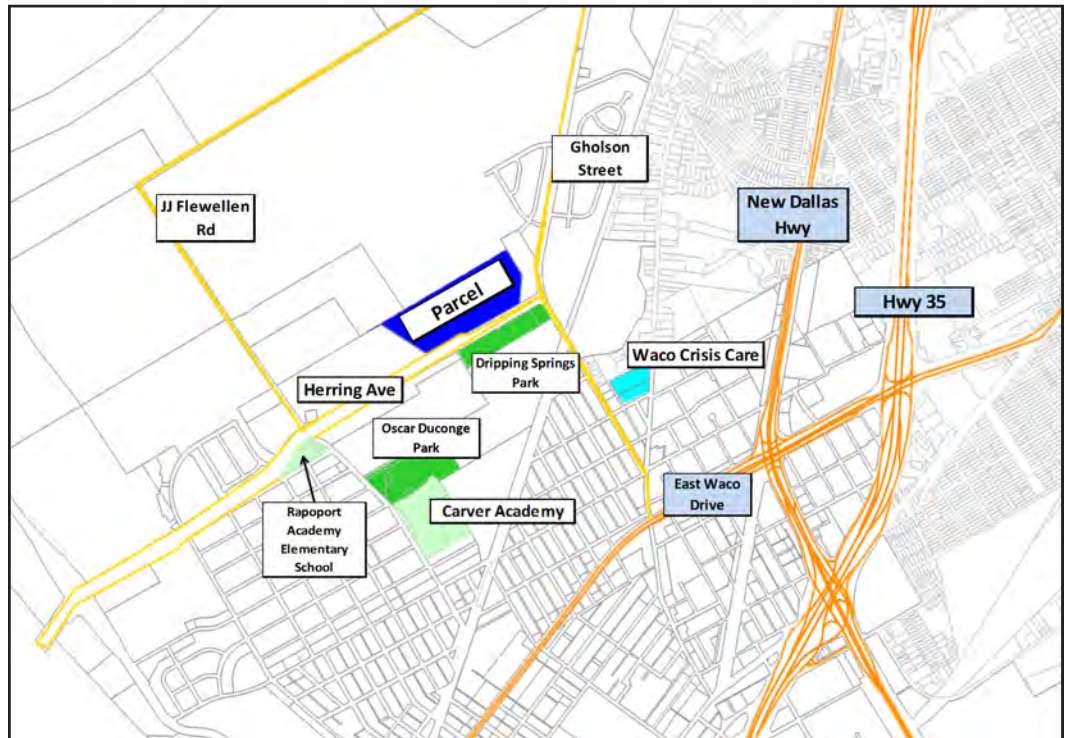 Gholson
Street
JJ Flewellen
Rd
New Dallas
Hwy
Parcel
Hwy 35
Waco Crisis Care
Dripping Springs
Park
Herring Ave
Oscar Duconge
Park
East Waco
Drive
Carver Academy
Rapoport
Academy
Elementary
School